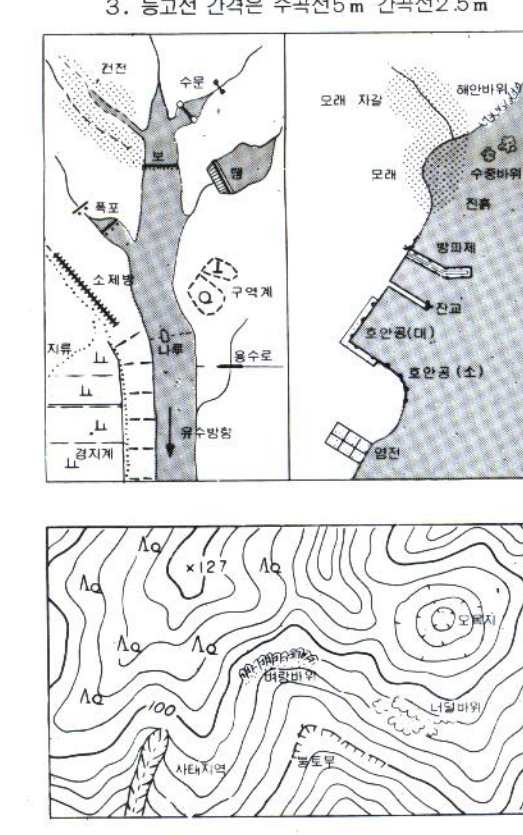 3. 등고선 간격은 주곡선5m 간곡선2.5m
건천
수문
보
땜
폭포
소제방
구역계
지류
나루
용수로
유수방향
경지계
모래 자갈
해안바위
모래
수중바위
진흙
방파제
잔교
호안공(대)
호안공(소)
염전
×127
오목지
벼랑바위
너덜바위
100
사태지역
붕토부